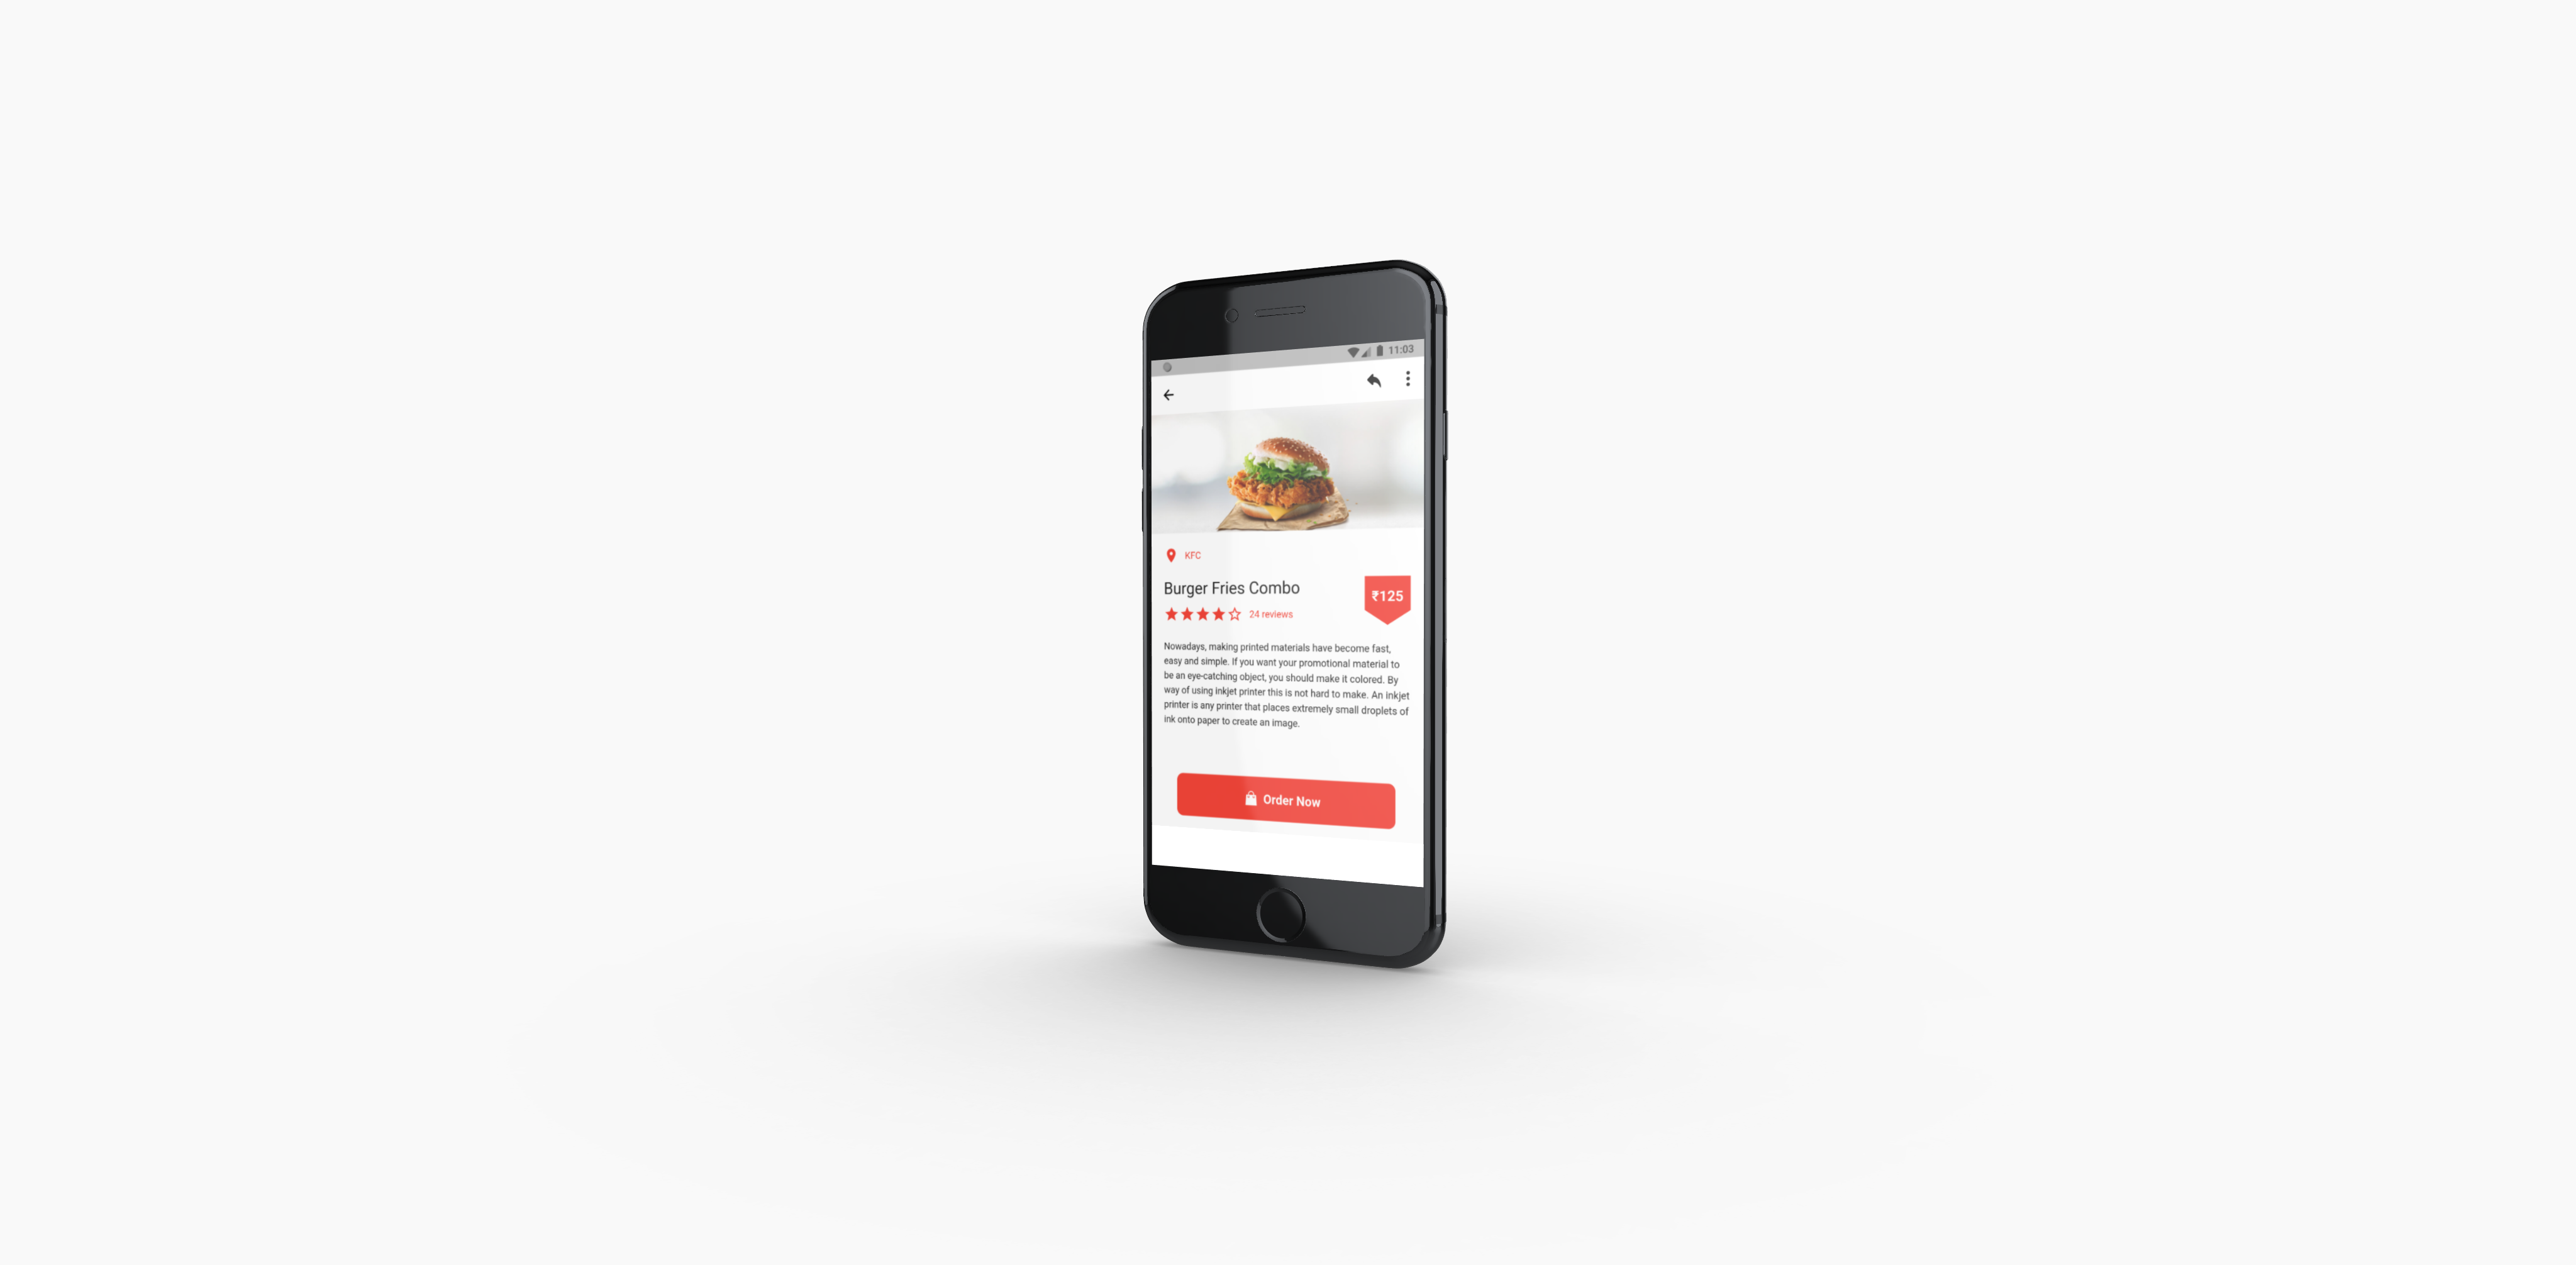 11:03
KFC
Burger Fries Combo
₹125
24 reviews
Nowadays, making printed materials have become fast,
easy and simple. If you want your promotional material to
be an eye-catching object, you should make it colored. By
way of using inkjet printer this is not hard to make. An inkjet
printer is any printer that places extremely small droplets of
ink onto paper to create an image.
Order Now